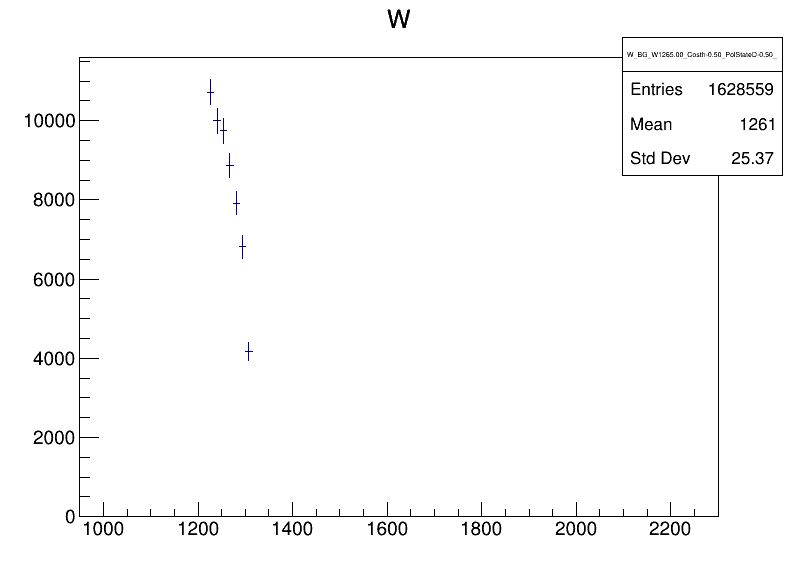 W
W_BG_W1265.00_Costh-0.50_PolStateD-0.50_
Entries 1628559
Mean 1261
Std Dev 25.37
10000
8000
6000
4000
2000
0
1000 1200 1400 1600 1800 2000 2200